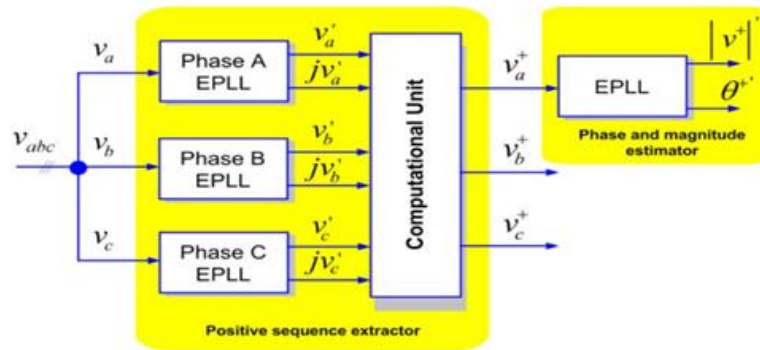 v_abc
v_a
v_b
v_c
Phase A
EPLL
Phase B
EPLL
Phase C
EPLL
v_a'
jv_a'
v_b'
jv_b'
v_c'
jv_c'
Computational Unit
v_a^+
v_b^+
v_c^+
EPLL
|v^+|'
θ^+'
Phase and magnitude
estimator
Positive sequence extractor